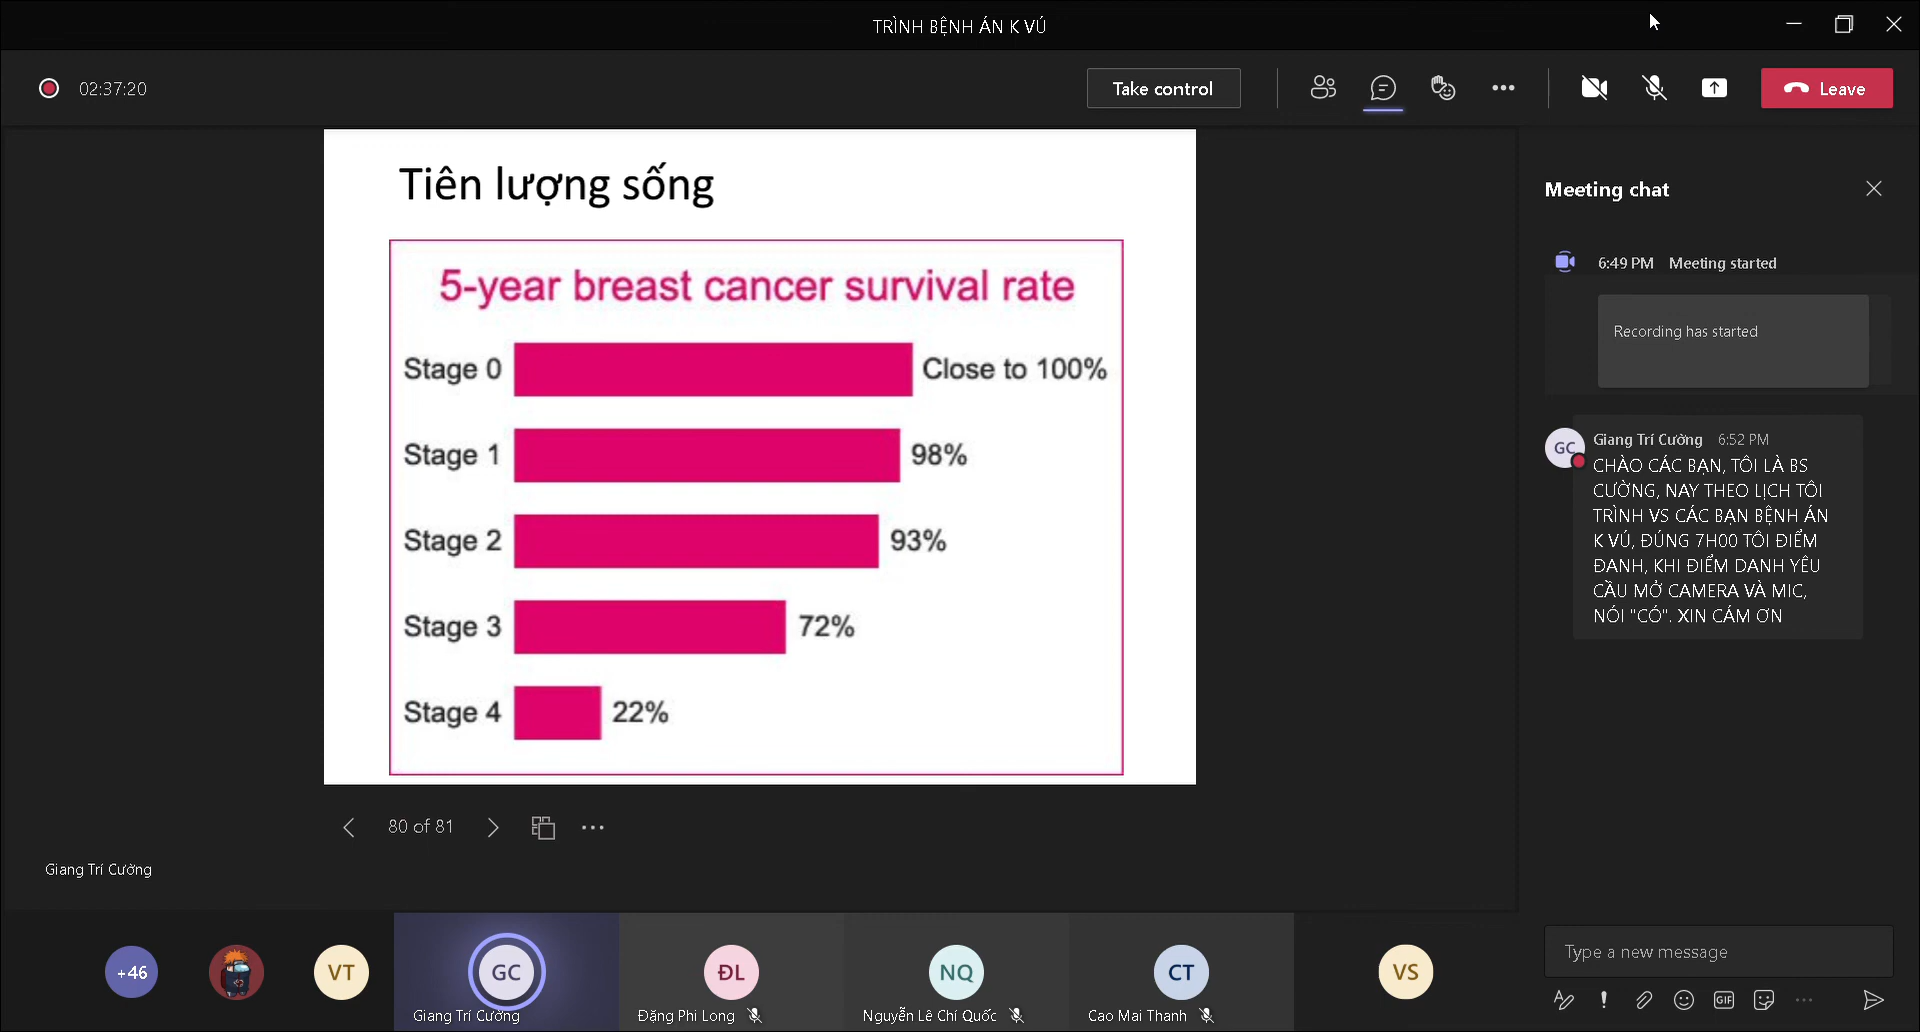 TRÌNH BỆNH ÁN K VÚ
02:37:20
Take control
Leave
Tiên lượng sống
5-year breast cancer survival rate
Stage 0 Close to 100%
Stage 1 98%
Stage 2 93%
Stage 3 72%
Stage 4 22%
80 of 81
Giang Trí Cường
Meeting chat
6:49 PM Meeting started
Recording has started
GC
Giang Trí Cường 6:52 PM
CHÀO CÁC BẠN, TÔI LÀ BS
CƯỜNG, NAY THEO LỊCH TÔI
TRÌNH VS CÁC BẠN BỆNH ÁN
K VÚ, ĐÚNG 7H00 TÔI ĐIỂM
ĐANH, KHI ĐIỂM DANH YÊU
CẦU MỞ CAMERA VÀ MIC,
NÓI "CÓ". XIN CÁM ƠN
+46
VT
GC
Giang Trí Cường
ĐL
Đặng Phi Long
NQ
Nguyễn Lê Chí Quốc
CT
Cao Mai Thanh
VS
Type a new message
GIF